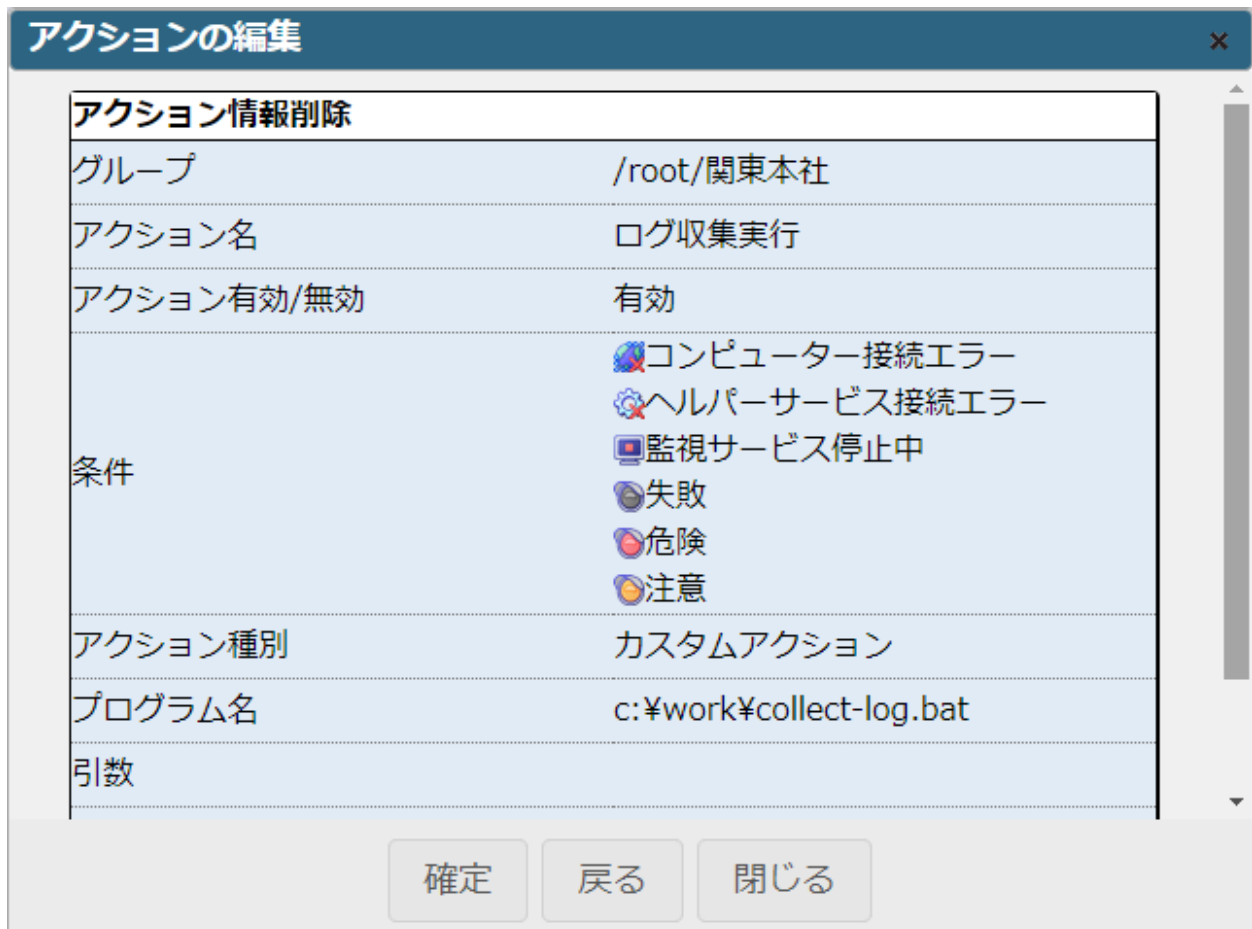 アクションの編集 ×
アクション情報削除
グループ /root/関東本社
アクション名 ログ収集実行
アクション有効/無効 有効
条件
コンピューター接続エラー
ヘルパーサービス接続エラー
監視サービス停止中
失敗
危険
注意
アクション種別 カスタムアクション
プログラム名 c:¥work¥collect-log.bat
引数
確定 戻る 閉じる